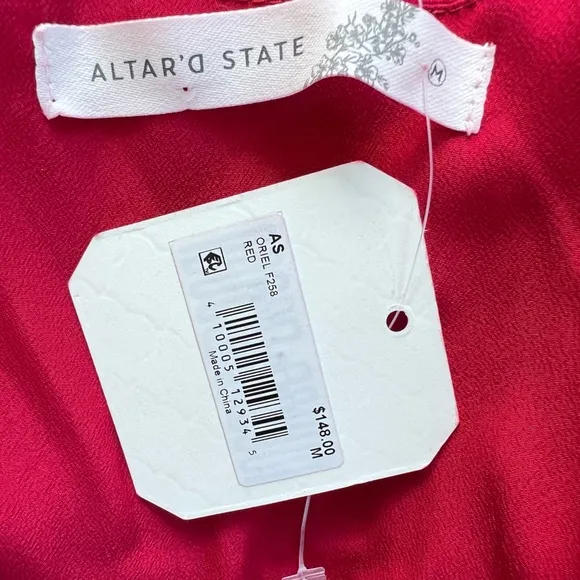 ALTAR'D STATE
M
AS
ORIEL F258
RED
4 10005 12934 5
Made in China
$148.00
M